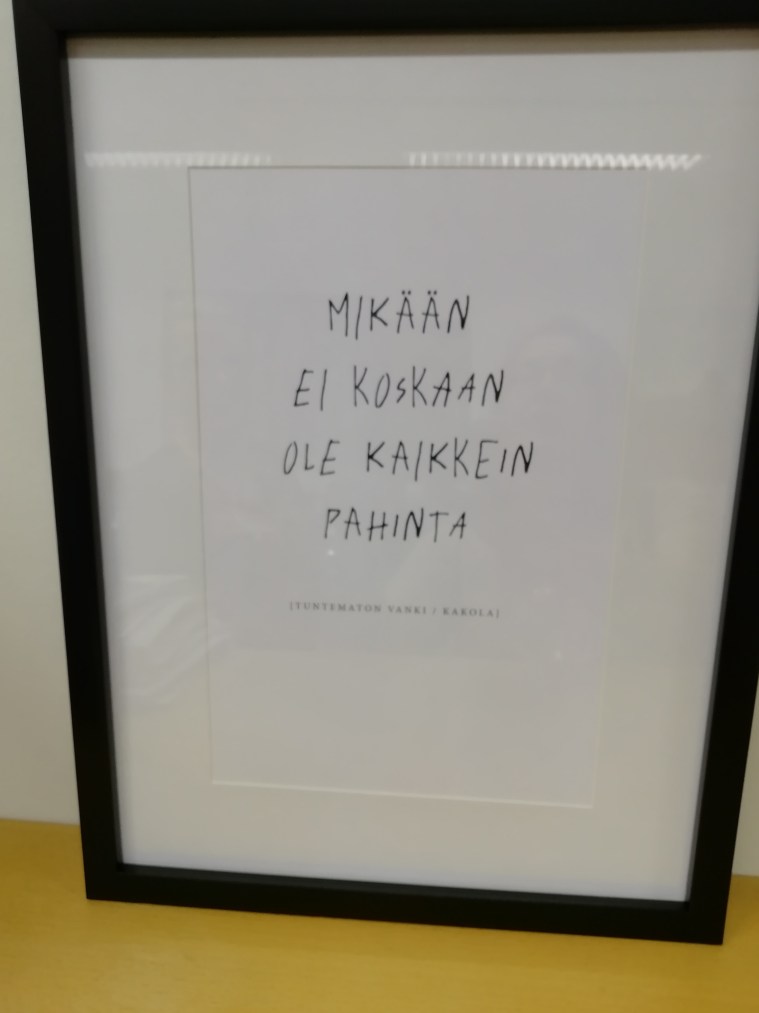 MIKÄÄN
EI KOSKAAN
OLE KAIKKEIN
PAHINTA
[TUNTEMATON VANKI / KAKOLA]